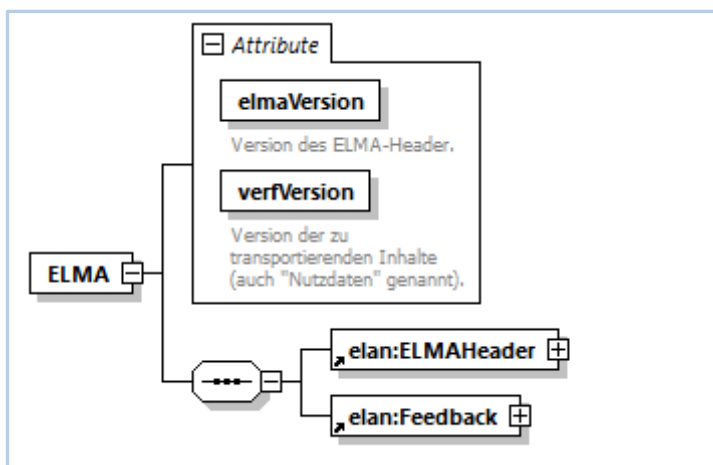 Attribute
elmaVersion
Version des ELMA-Header.
verfVersion
Version der zu
transportierenden Inhalte
(auch "Nutzdaten" genannt).
ELMA
elan:ELMAHeader
elan:Feedback